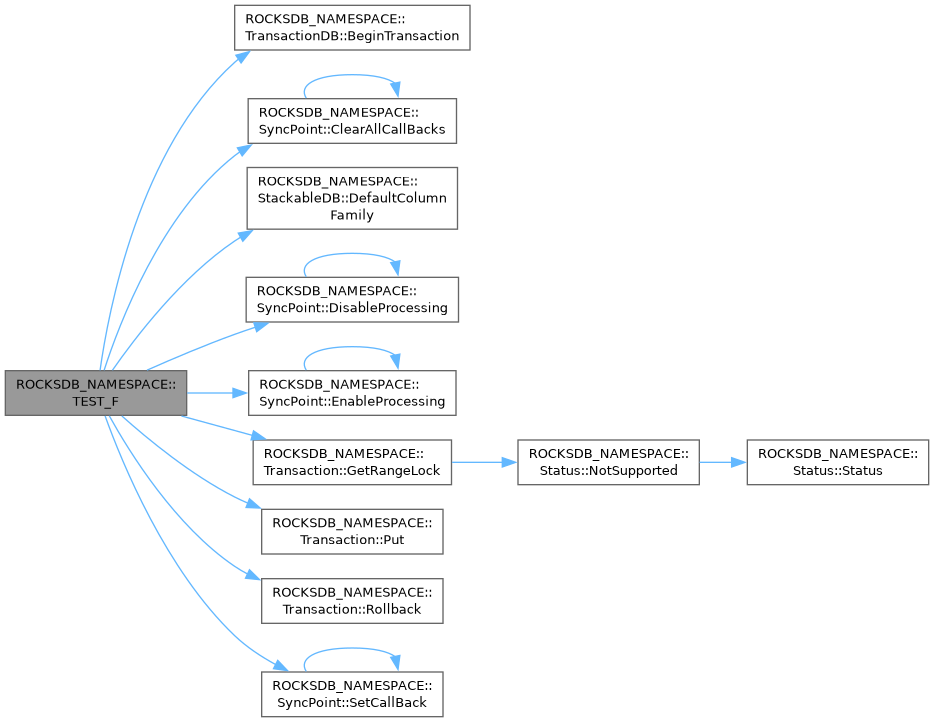 ROCKSDB_NAMESPACE::
TransactionDB::BeginTransaction
ROCKSDB_NAMESPACE::
SyncPoint::ClearAllCallBacks
ROCKSDB_NAMESPACE::
StackableDB::DefaultColumn
Family
ROCKSDB_NAMESPACE::
SyncPoint::DisableProcessing
ROCKSDB_NAMESPACE::
TEST_F
ROCKSDB_NAMESPACE::
SyncPoint::EnableProcessing
ROCKSDB_NAMESPACE::
Transaction::GetRangeLock
ROCKSDB_NAMESPACE::
Status::NotSupported
ROCKSDB_NAMESPACE::
Status::Status
ROCKSDB_NAMESPACE::
Transaction::Put
ROCKSDB_NAMESPACE::
Transaction::Rollback
ROCKSDB_NAMESPACE::
SyncPoint::SetCallBack